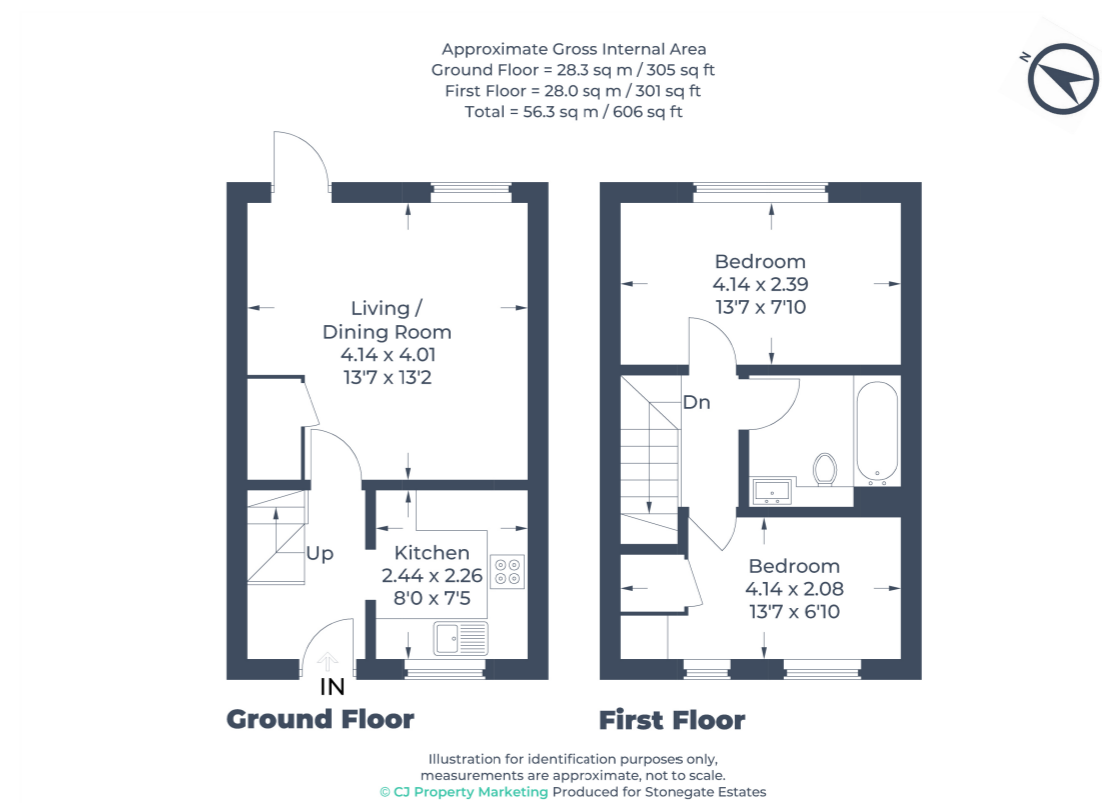 Approximate Gross Internal Area
Ground Floor = 28.3 sq m / 305 sq ft
First Floor = 28.0 sq m / 301 sq ft
Total = 56.3 sq m / 606 sq ft
N
Living /
Dining Room
4.14 x 4.01
13'7 x 13'2
Up
Kitchen
2.44 x 2.26
8'0 x 7'5
IN
Ground Floor
Bedroom
4.14 x 2.39
13'7 x 7'10
Dn
Bedroom
4.14 x 2.08
13'7 x 6'10
First Floor
Illustration for identification purposes only,
measurements are approximate, not to scale.
© CJ Property Marketing Produced for Stonegate Estates